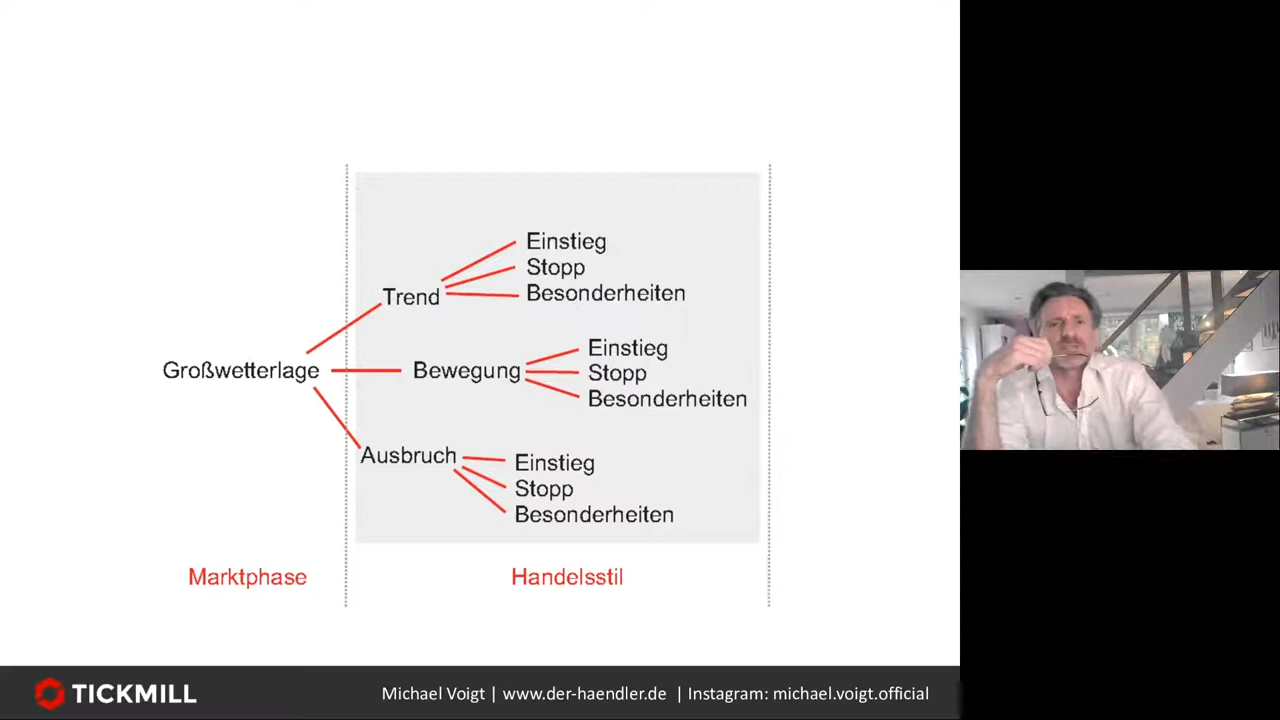 Einstieg
Stopp
Trend
Besonderheiten
Einstieg
Großwetterlage
Bewegung
Stopp
Besonderheiten
Ausbruch
Einstieg
Stopp
Besonderheiten
Marktphase
Handelsstil
TICKMILL
Michael Voigt | www.der-haendler.de | Instagram: michael.voigt.official